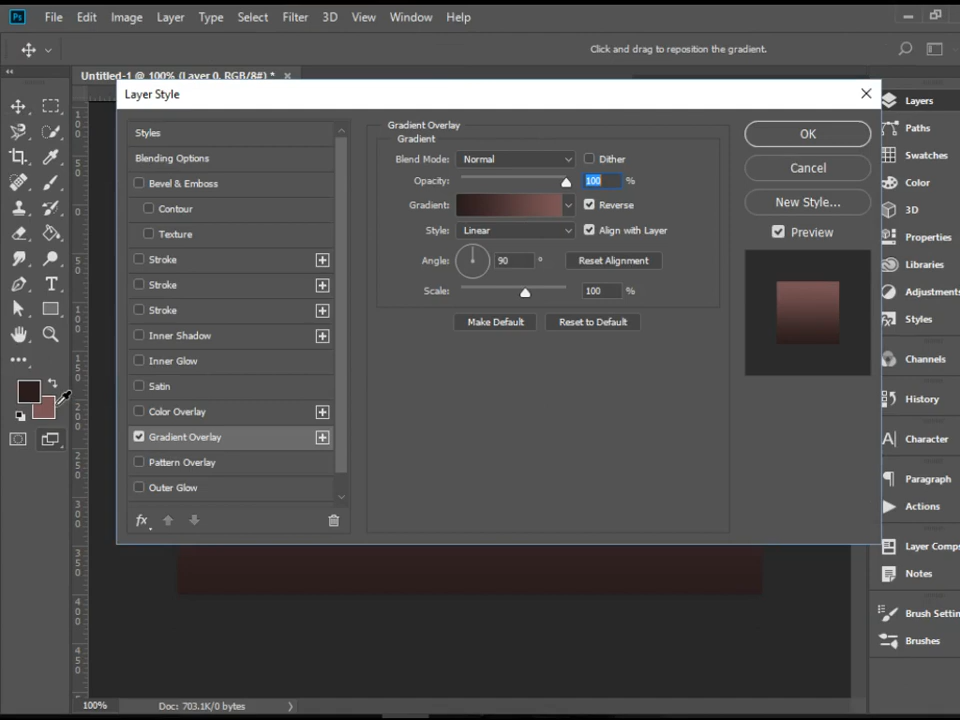 Ps File Edit Image Layer Type Select Filter 3D View Window Help
Click and drag to reposition the gradient.
Untitled-1 @ 100% (Layer 0, RGB/8#) *
Layer Style
Styles
Blending Options
Bevel & Emboss
Contour
Texture
Stroke
Stroke
Stroke
Inner Shadow
Inner Glow
Satin
Color Overlay
Gradient Overlay
Pattern Overlay
Outer Glow
fx
Gradient Overlay
Gradient
Blend Mode: Normal Dither
Opacity: 100 %
Gradient: Reverse
Style: Linear Align with Layer
Angle: 90 ° Reset Alignment
Scale: 100 %
Make Default Reset to Default
OK
Cancel
New Style...
Preview
Layers
Paths
Swatches
Color
3D
Properties
Libraries
Adjustments
Styles
Channels
History
Character
Paragraph
Actions
Layer Comps
Notes
Brush Settin
Brushes
100% Doc: 703.1K/0 bytes